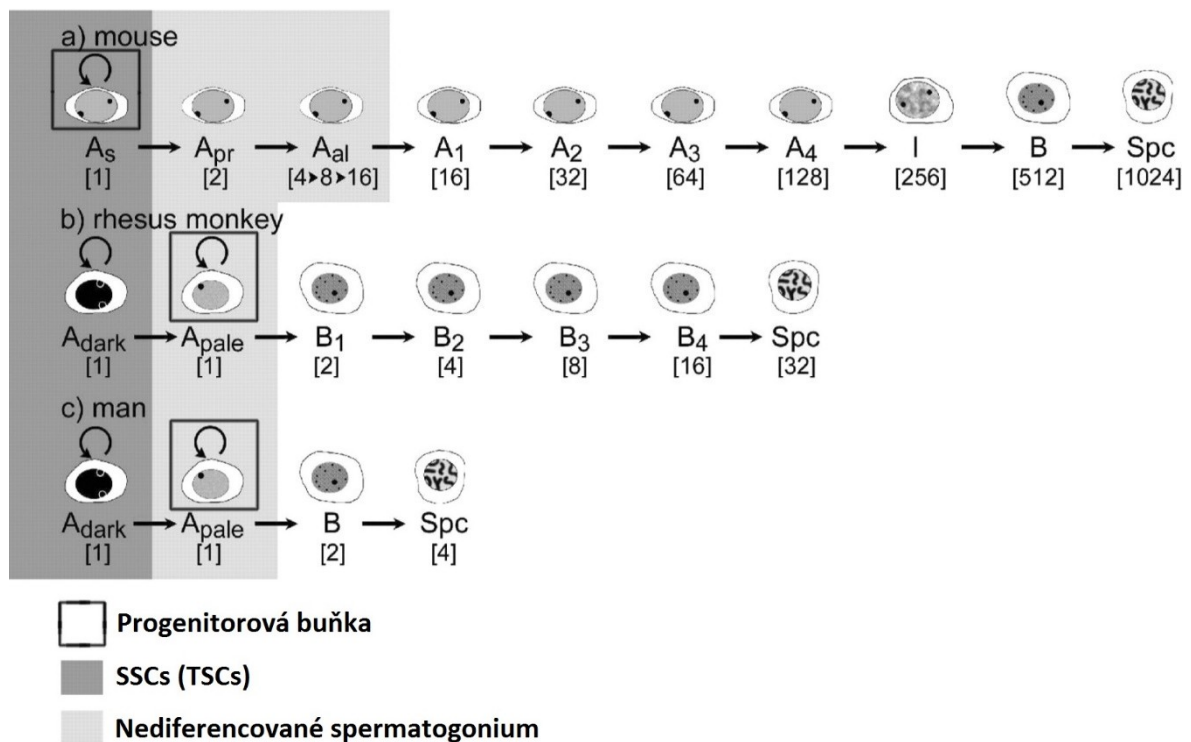 a) mouse
As Apr Aal A1 A2 A3 A4 I B Spc
[1] [2] [4▸8▸16] [16] [32] [64] [128] [256] [512] [1024]
b) rhesus monkey
Adark Apale B1 B2 B3 B4 Spc
[1] [1] [2] [4] [8] [16] [32]
c) man
Adark Apale B Spc
[1] [1] [2] [4]
Progenitorová buňka
SSCs (TSCs)
Nediferencované spermatogonium